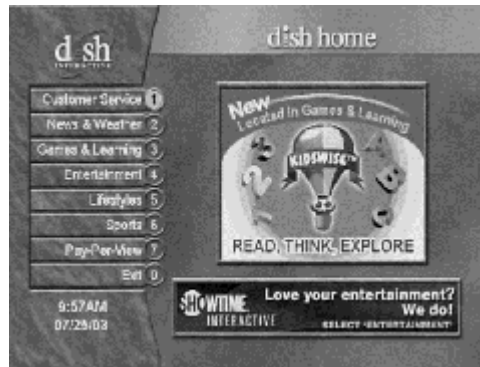 dish
INTERACTIVE
dish home
Customer Service 1
News & Weather 2
Games & Learning 3
Entertainment 4
Lifestyles 5
Sports 6
Pay-Per-View 7
Exit 0
9:57AM
07/28/03
New
Located in Games & Learning
KIDSWISE™
READ, THINK, EXPLORE
SHOWTIME.
INTERACTIVE
Love your entertainment?
We do!
SELECT "ENTERTAINMENT"